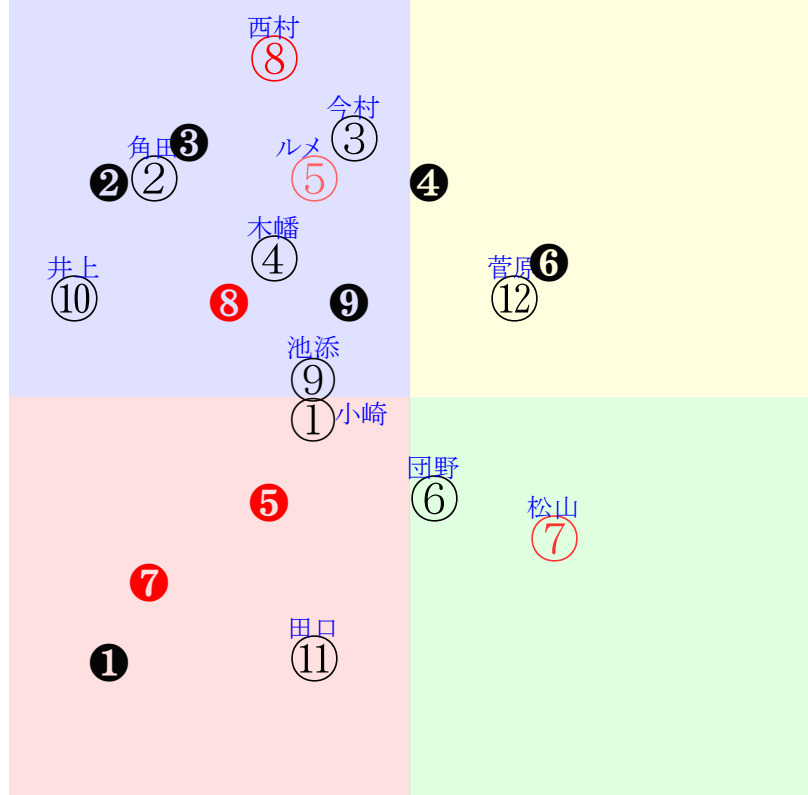 西村
⑧
今村
③
角田
❸
ルメ
②
❷
⑤
❹
木幡
④
井上
⑩
菅原
❻
⑫
❽
❾
池添
⑨
①
小崎
団野
⑥
❺
松山
⑦
❼
田口
⑪
❶